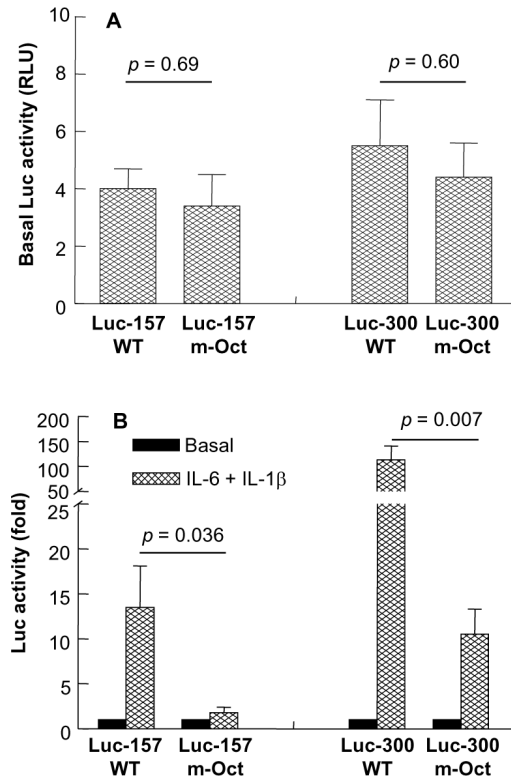 A
10
8
6
4
2
0
Basal Luc activity (RLU)
p = 0.69
p = 0.60
Luc-157 WT
Luc-157 m-Oct
Luc-300 WT
Luc-300 m-Oct
B
200
150
100
50
25
20
15
10
5
0
Luc activity (fold)
Basal
IL-6 + IL-1β
p = 0.036
p = 0.007
Luc-157 WT
Luc-157 m-Oct
Luc-300 WT
Luc-300 m-Oct